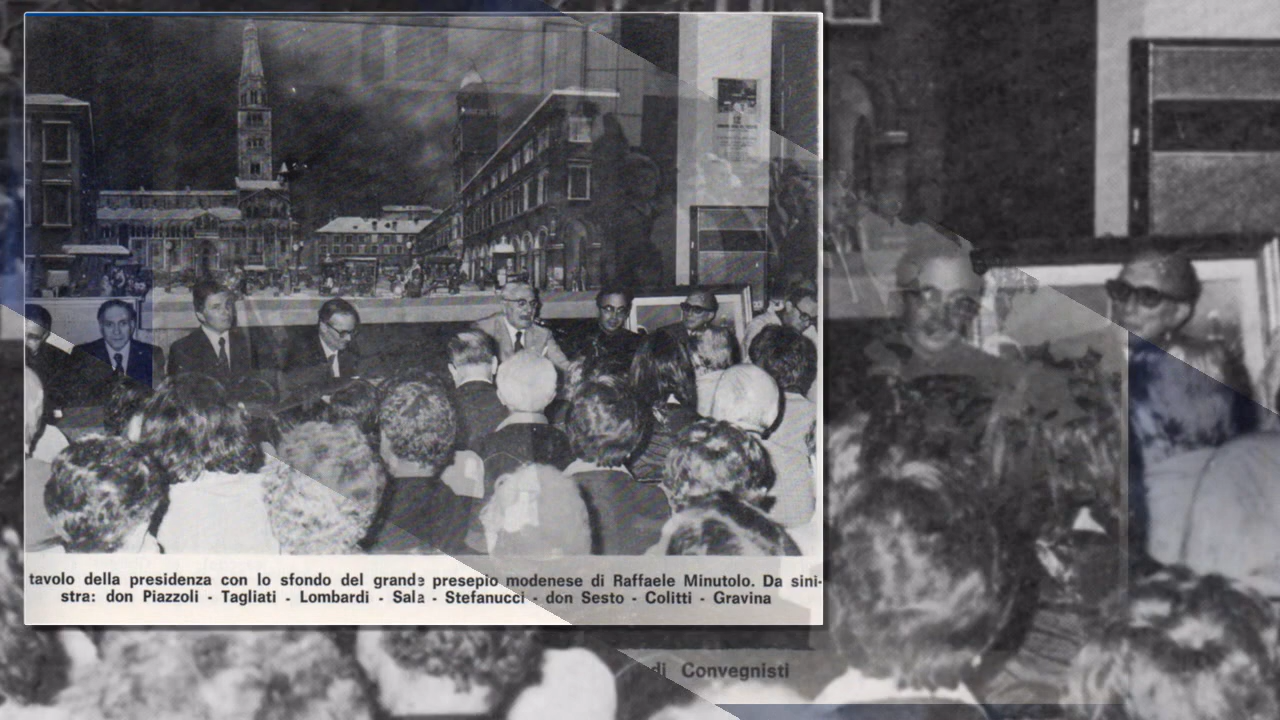 tavolo della presidenza con lo sfondo del grande presepio modenese di Raffaele Minutolo. Da sini-
stra: don Piazzoli - Tagliati - Lombardi - Sala - Stefanucci - don Sesto - Colitti - Gravina
di Convegnisti